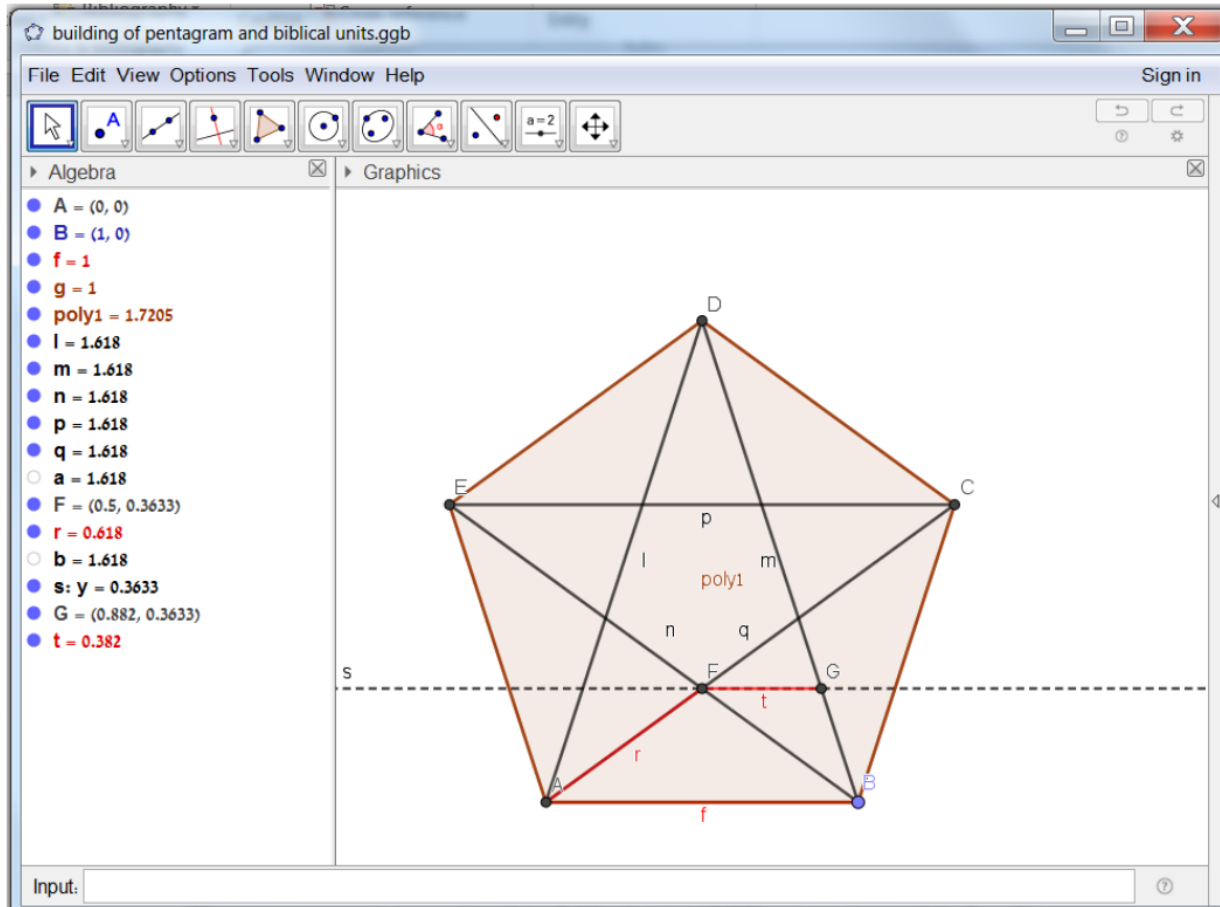 building of pentagram and biblical units.ggb
File Edit View Options Tools Window Help
Sign in
A
a=2
Algebra
Graphics
A = (0, 0)
B = (1, 0)
f = 1
g = 1
poly1 = 1.7205
l = 1.618
m = 1.618
n = 1.618
p = 1.618
q = 1.618
a = 1.618
F = (0.5, 0.3633)
r = 0.618
b = 1.618
s: y = 0.3633
G = (0.882, 0.3633)
t = 0.382
D
E
C
p
l
m
poly1
n
q
s
F
G
t
r
A
B
f
Input: